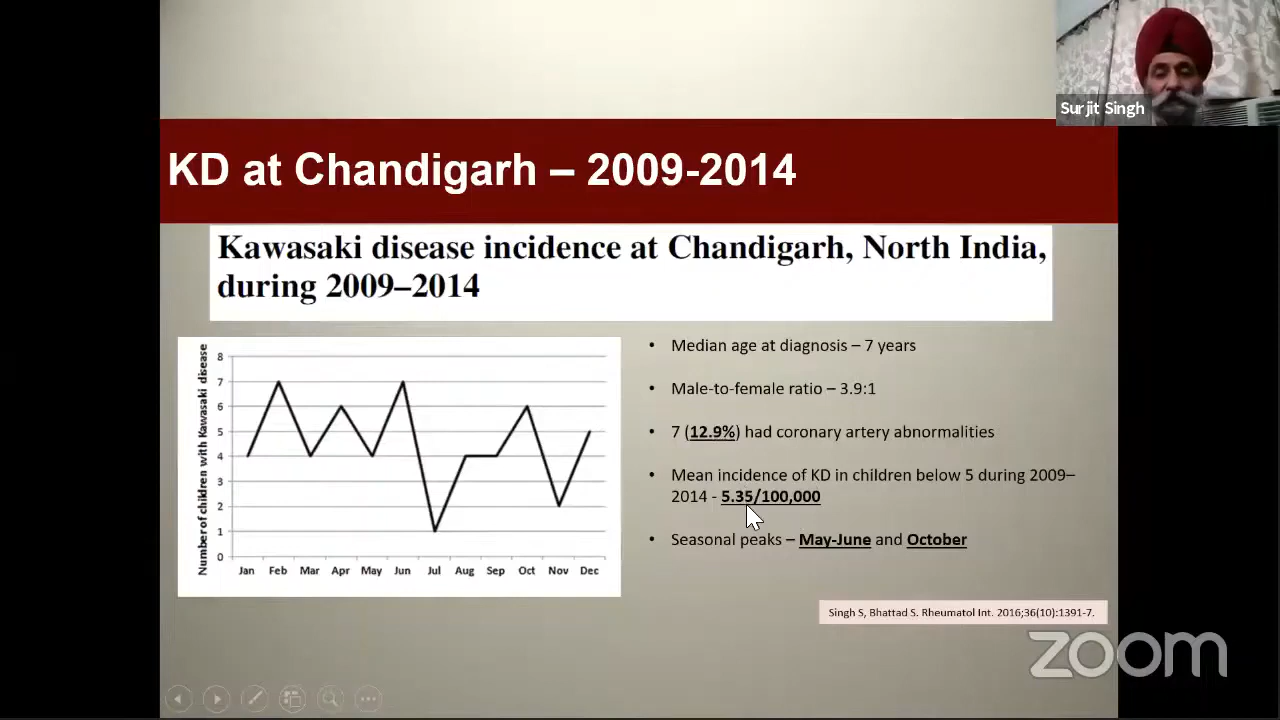 Surjit Singh
KD at Chandigarh – 2009-2014
Kawasaki disease incidence at Chandigarh, North India,
during 2009–2014
Number of children with Kawasaki disease
8
7
6
5
4
3
2
1
0
Jan Feb Mar Apr May Jun Jul Aug Sep Oct Nov Dec
• Median age at diagnosis – 7 years
• Male-to-female ratio – 3.9:1
• 7 (12.9%) had coronary artery abnormalities
• Mean incidence of KD in children below 5 during 2009–
2014 - 5.35/100,000
• Seasonal peaks – May-June and October
Singh S, Bhattad S. Rheumatol Int. 2016;36(10):1391-7.
zoom